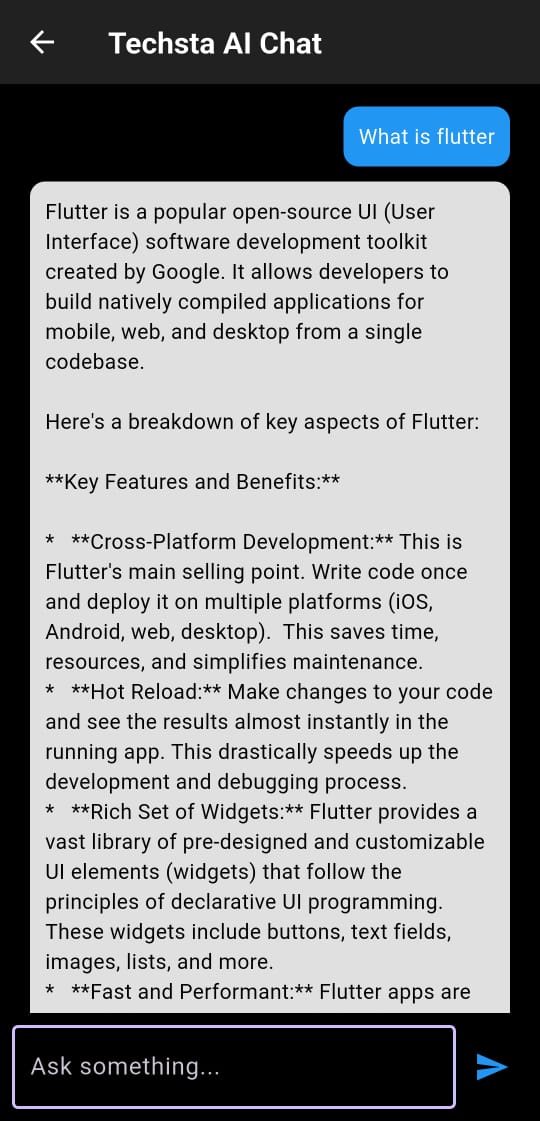 Techsta AI Chat
What is flutter
Flutter is a popular open-source UI (User
Interface) software development toolkit
created by Google. It allows developers to
build natively compiled applications for
mobile, web, and desktop from a single
codebase.
Here's a breakdown of key aspects of Flutter:
**Key Features and Benefits:**
*   **Cross-Platform Development:** This is
Flutter's main selling point. Write code once
and deploy it on multiple platforms (iOS,
Android, web, desktop).  This saves time,
resources, and simplifies maintenance.
*   **Hot Reload:** Make changes to your code
and see the results almost instantly in the
running app. This drastically speeds up the
development and debugging process.
*   **Rich Set of Widgets:** Flutter provides a
vast library of pre-designed and customizable
UI elements (widgets) that follow the
principles of declarative UI programming.
These widgets include buttons, text fields,
images, lists, and more.
*   **Fast and Performant:** Flutter apps are
Ask something...